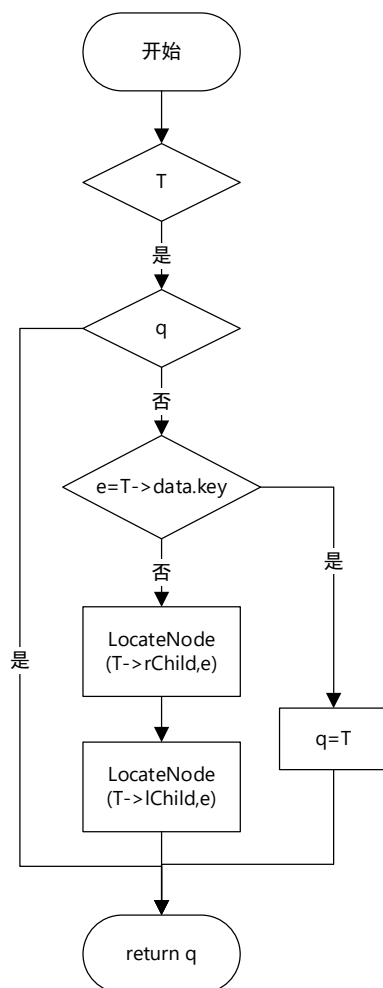 开始
T
是
q
否
e=T->data.key
是
否
LocateNode
(T->rChild,e)
是
q=T
LocateNode
(T->lChild,e)
return q